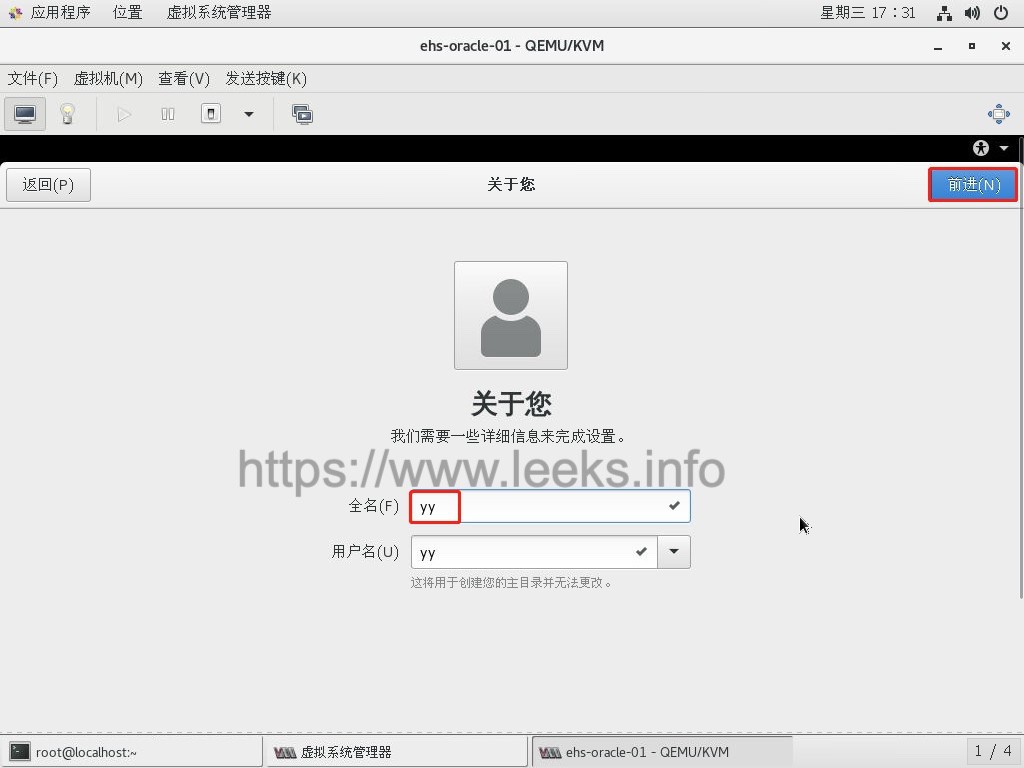 应用程序 位置 虚拟系统管理器 星期三 17：31
ehs-oracle-01 - QEMU/KVM
文件(F) 虚拟机(M) 查看(V) 发送按键(K)
返回(P) 关于您 前进(N)
关于您
我们需要一些详细信息来完成设置。
https://www.leeks.info
全名(F) yy
用户名(U) yy
这将用于创建您的主目录并无法更改。
root@localhost:~ 虚拟系统管理器 ehs-oracle-01 - QEMU/KVM 1 / 4